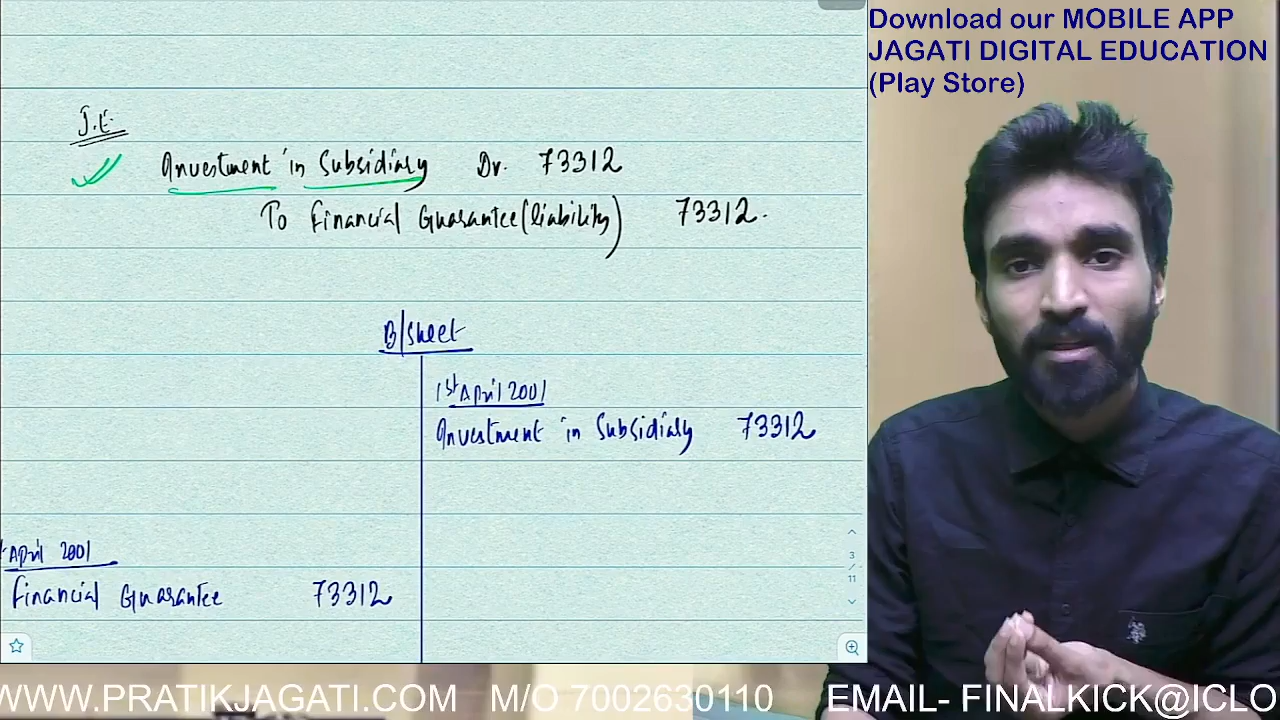 Download our MOBILE APP
JAGATI DIGITAL EDUCATION
(Play Store)
J.E
Investment in Subsidiary Dr. 73312
To Financial Guarantee (liability) 73312.
B/Sheet
1st April 2001
Investment in Subsidiary 73312
April 2001
Financial Guarantee 73312
3
/
11
WWW.PRATIKJAGATI.COM M/O 7002630110 EMAIL- FINALKICK@ICLO